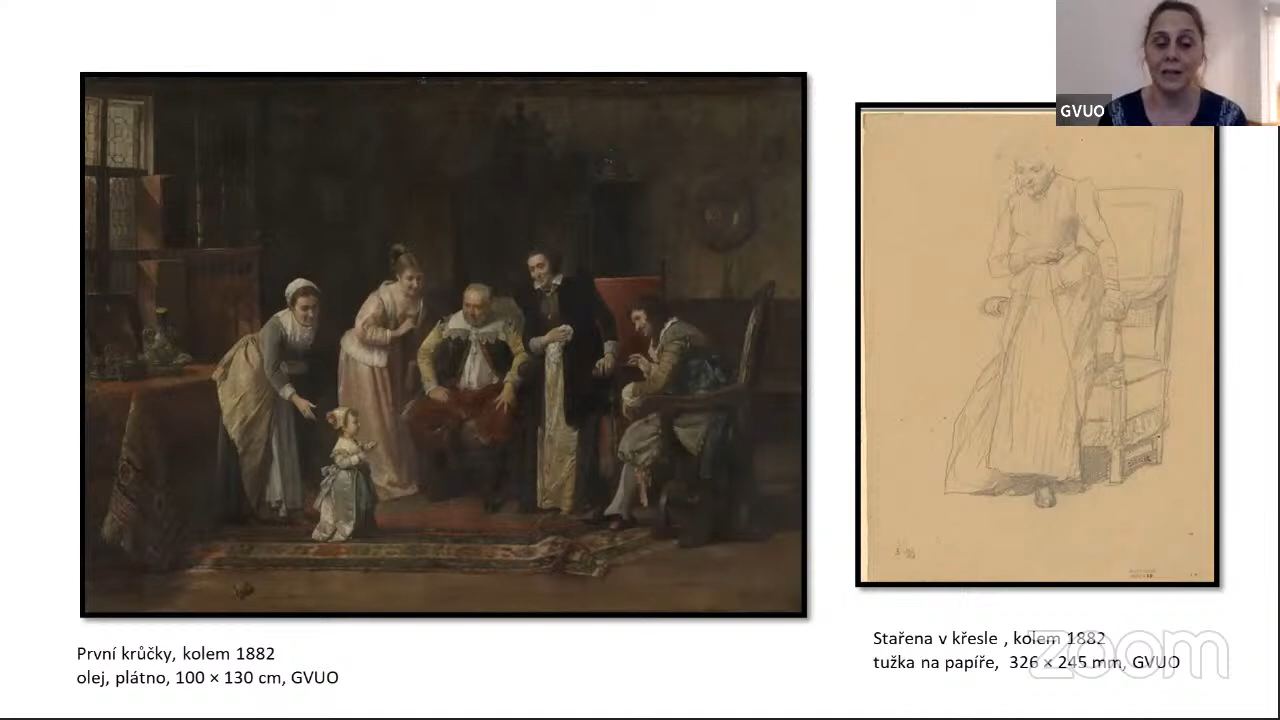 GVUO
První krůčky, kolem 1882
olej, plátno, 100 × 130 cm, GVUO
Stařena v křesle , kolem 1882
tužka na papíře, 326 × 245 mm, GVUO
zoom